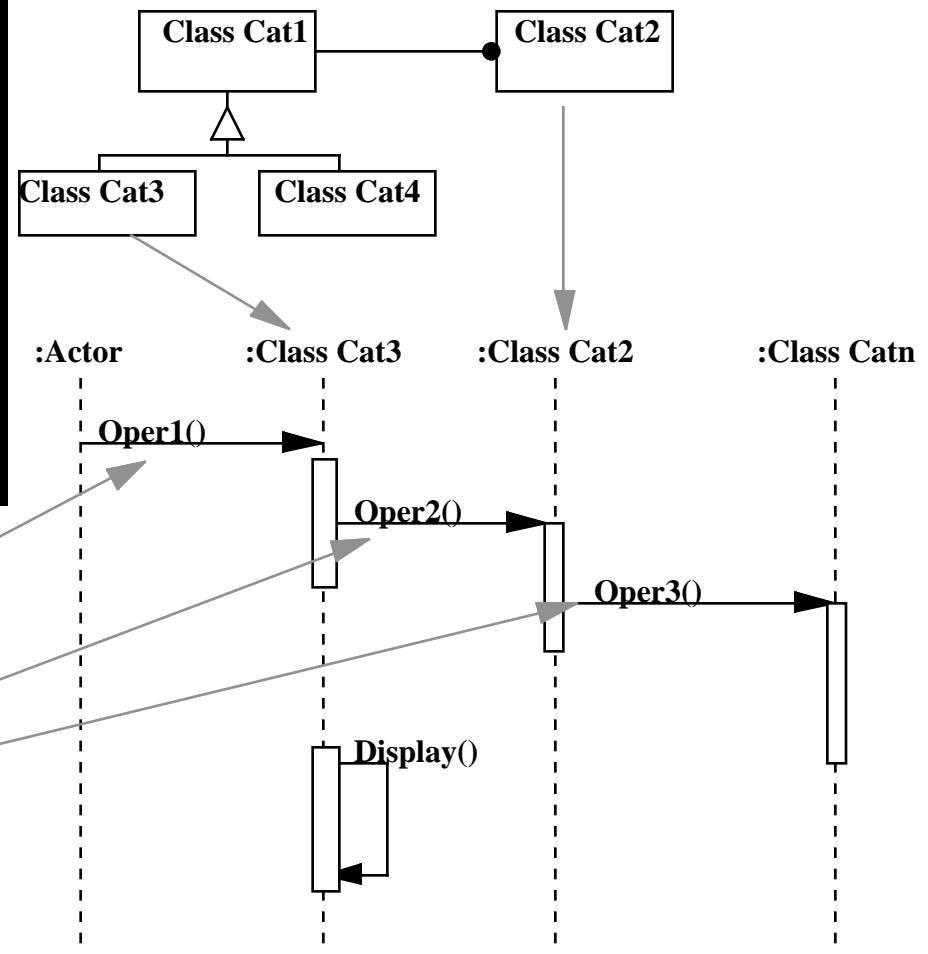 Class Cat1
Class Cat2
Class Cat3
Class Cat4
:Actor
:Class Cat3
:Class Cat2
:Class Catn
Oper1()
Oper2()
Oper3()
Display()